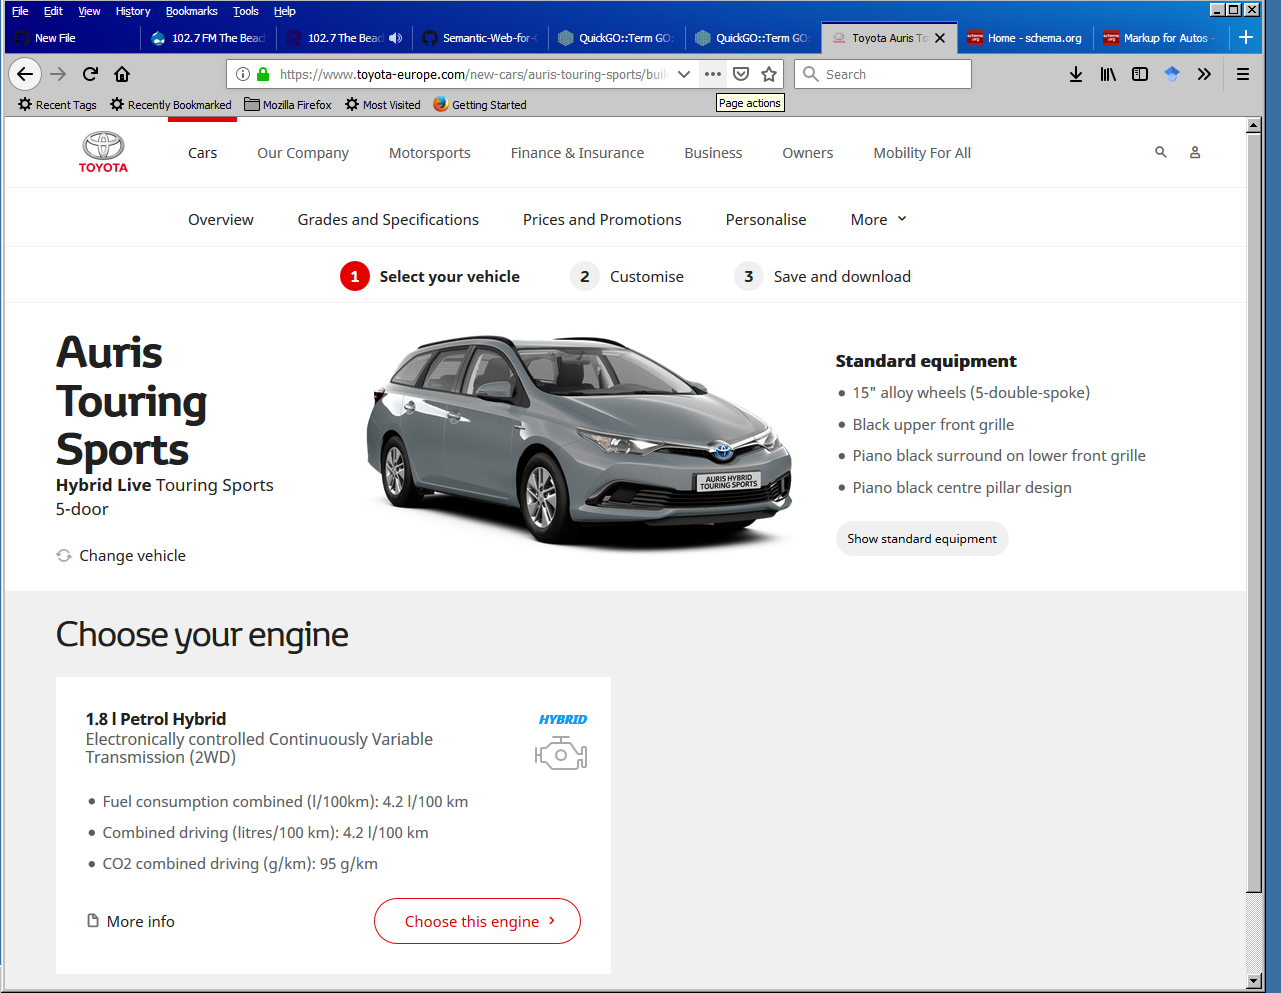 File Edit View History Bookmarks Tools Help
New File 102.7 FM The Beac 102.7 The Beac Semantic-Web-for- QuickGO::Term GO: QuickGO::Term GO: Toyota Auris To Home - schema.org Markup for Autos -
https://www.toyota-europe.com/new-cars/auris-touring-sports/buil Search
Recent Tags Recently Bookmarked Mozilla Firefox Most Visited Getting Started
Page actions
TOYOTA
Cars Our Company Motorsports Finance & Insurance Business Owners Mobility For All
Overview Grades and Specifications Prices and Promotions Personalise More
1 Select your vehicle 2 Customise 3 Save and download
Auris
Touring
Sports
Hybrid Live Touring Sports
5-door
Change vehicle
AURIS HYBRID
TOURING SPORTS
Standard equipment
• 15" alloy wheels (5-double-spoke)
• Black upper front grille
• Piano black surround on lower front grille
• Piano black centre pillar design
Show standard equipment
Choose your engine
1.8 l Petrol Hybrid
HYBRID
Electronically controlled Continuously Variable
Transmission (2WD)
• Fuel consumption combined (l/100km): 4.2 l/100 km
• Combined driving (litres/100 km): 4.2 l/100 km
• CO2 combined driving (g/km): 95 g/km
More info
Choose this engine